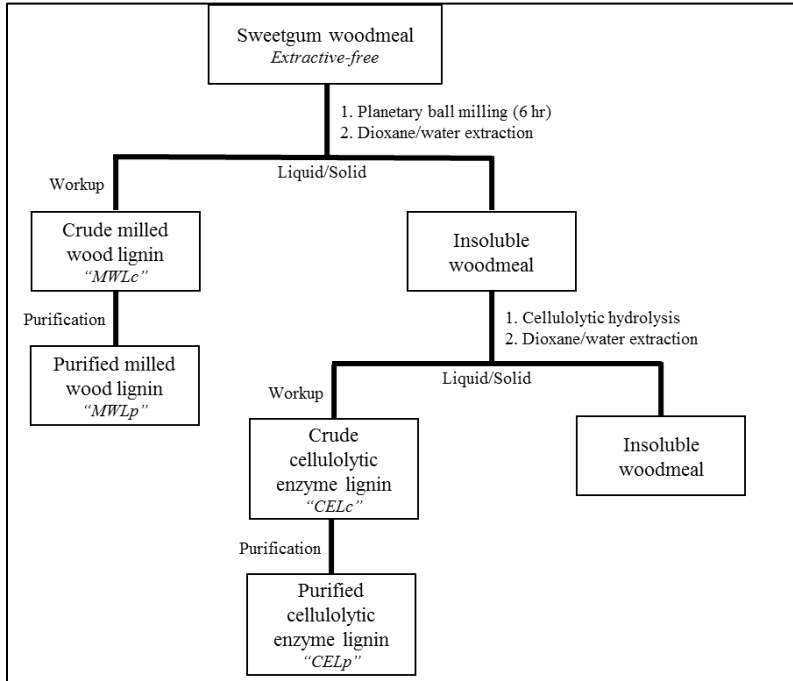 Sweetgum woodmeal
Extractive-free
1. Planetary ball milling (6 hr)
2. Dioxane/water extraction
Liquid/Solid
Workup
Crude milled
wood lignin
“MWLc”
Insoluble
woodmeal
Purification
Purified milled
wood lignin
“MWLp”
1. Cellulolytic hydrolysis
2. Dioxane/water extraction
Liquid/Solid
Workup
Crude
cellulolytic
enzyme lignin
“CELc”
Insoluble
woodmeal
Purification
Purified
cellulolytic
enzyme lignin
“CELp”